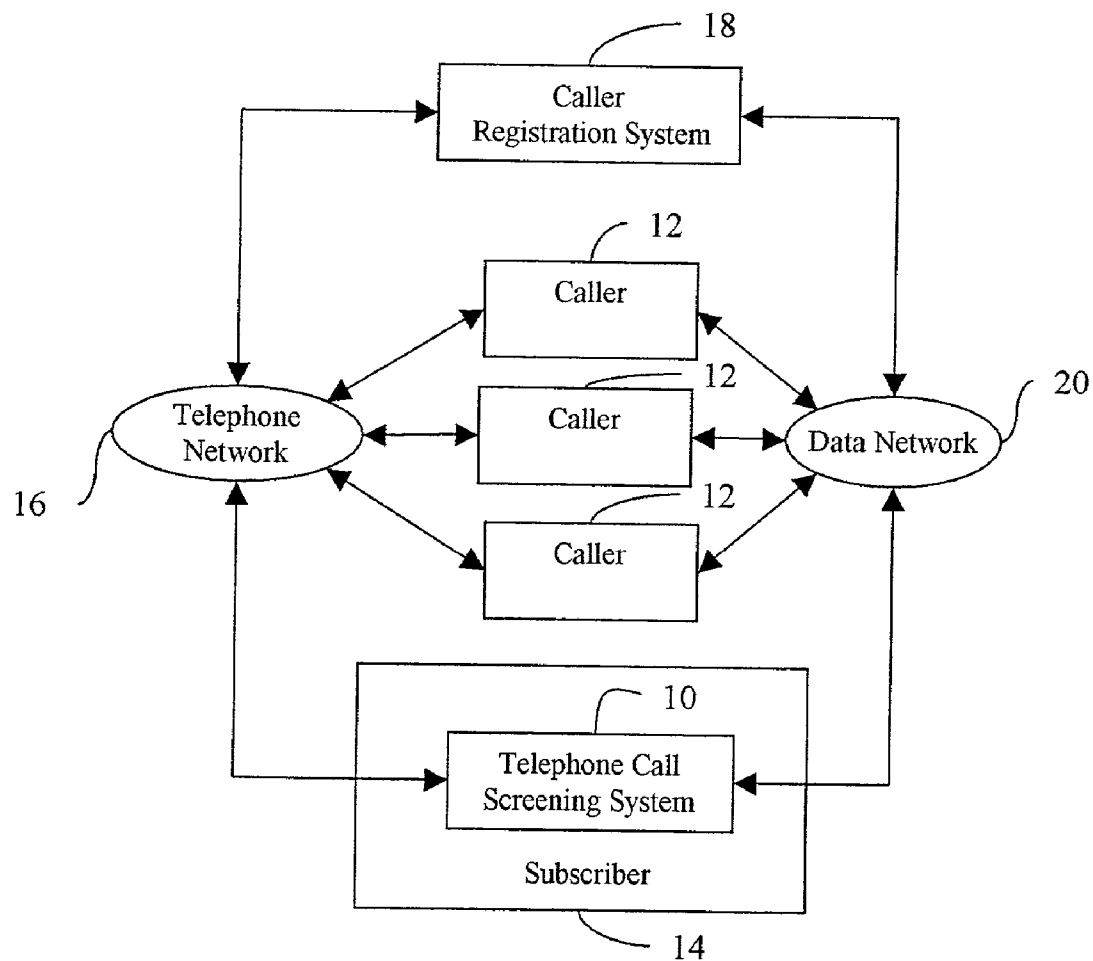 18
Caller
Registration System
12
Caller
12
20
Telephone
Network
Caller
Data Network
16
12
Caller
10
Telephone Call
Screening System
Subscriber
14